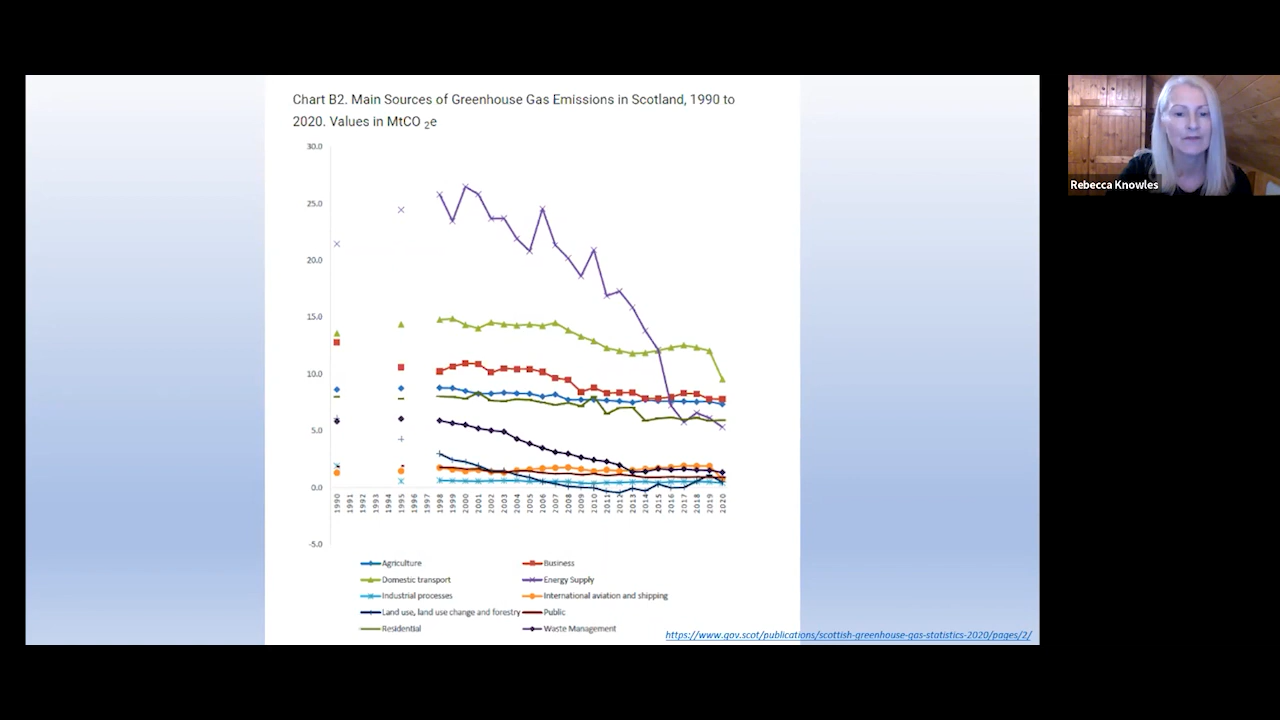 Chart B2. Main Sources of Greenhouse Gas Emissions in Scotland, 1990 to
2020. Values in MtCO 2e
Rebecca Knowles
30.0
25.0
20.0
15.0
10.0
5.0
0.0
-5.0
1990 1991 1992 1993 1994 1995 1996 1997 1998 1999 2000 2001 2002 2003 2004 2005 2006 2007 2008 2009 2010 2011 2012 2013 2014 2015 2016 2017 2018 2019 2020
Agriculture Business
Domestic transport Energy Supply
Industrial processes International aviation and shipping
Land use, land use change and forestry Public
Residential Waste Management
https://www.gov.scot/publications/scottish-greenhouse-gas-statistics-2020/pages/2/